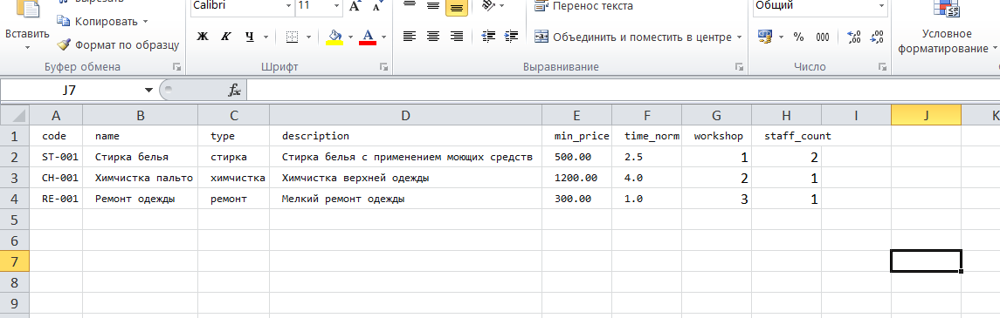 Вырезать
Calibri 11 А А
Перенос текста
Общий
Вставить
Копировать
Формат по образцу
Ж К Ч А
Объединить и поместить в центре
% 000
Условное форматирование
Буфер обмена
Шрифт
Выравнивание
Число
J7 fx
A B C D E F G H I J K
1 code name type description min_price time_norm workshop staff_count
2 ST-001 Стирка белья стирка Стирка белья с применением моющих средств 500.00 2.5 1 2
3 CH-001 Химчистка пальто химчистка Химчистка верхней одежды 1200.00 4.0 2 1
4 RE-001 Ремонт одежды ремонт Мелкий ремонт одежды 300.00 1.0 3 1
5
6
7
8
9